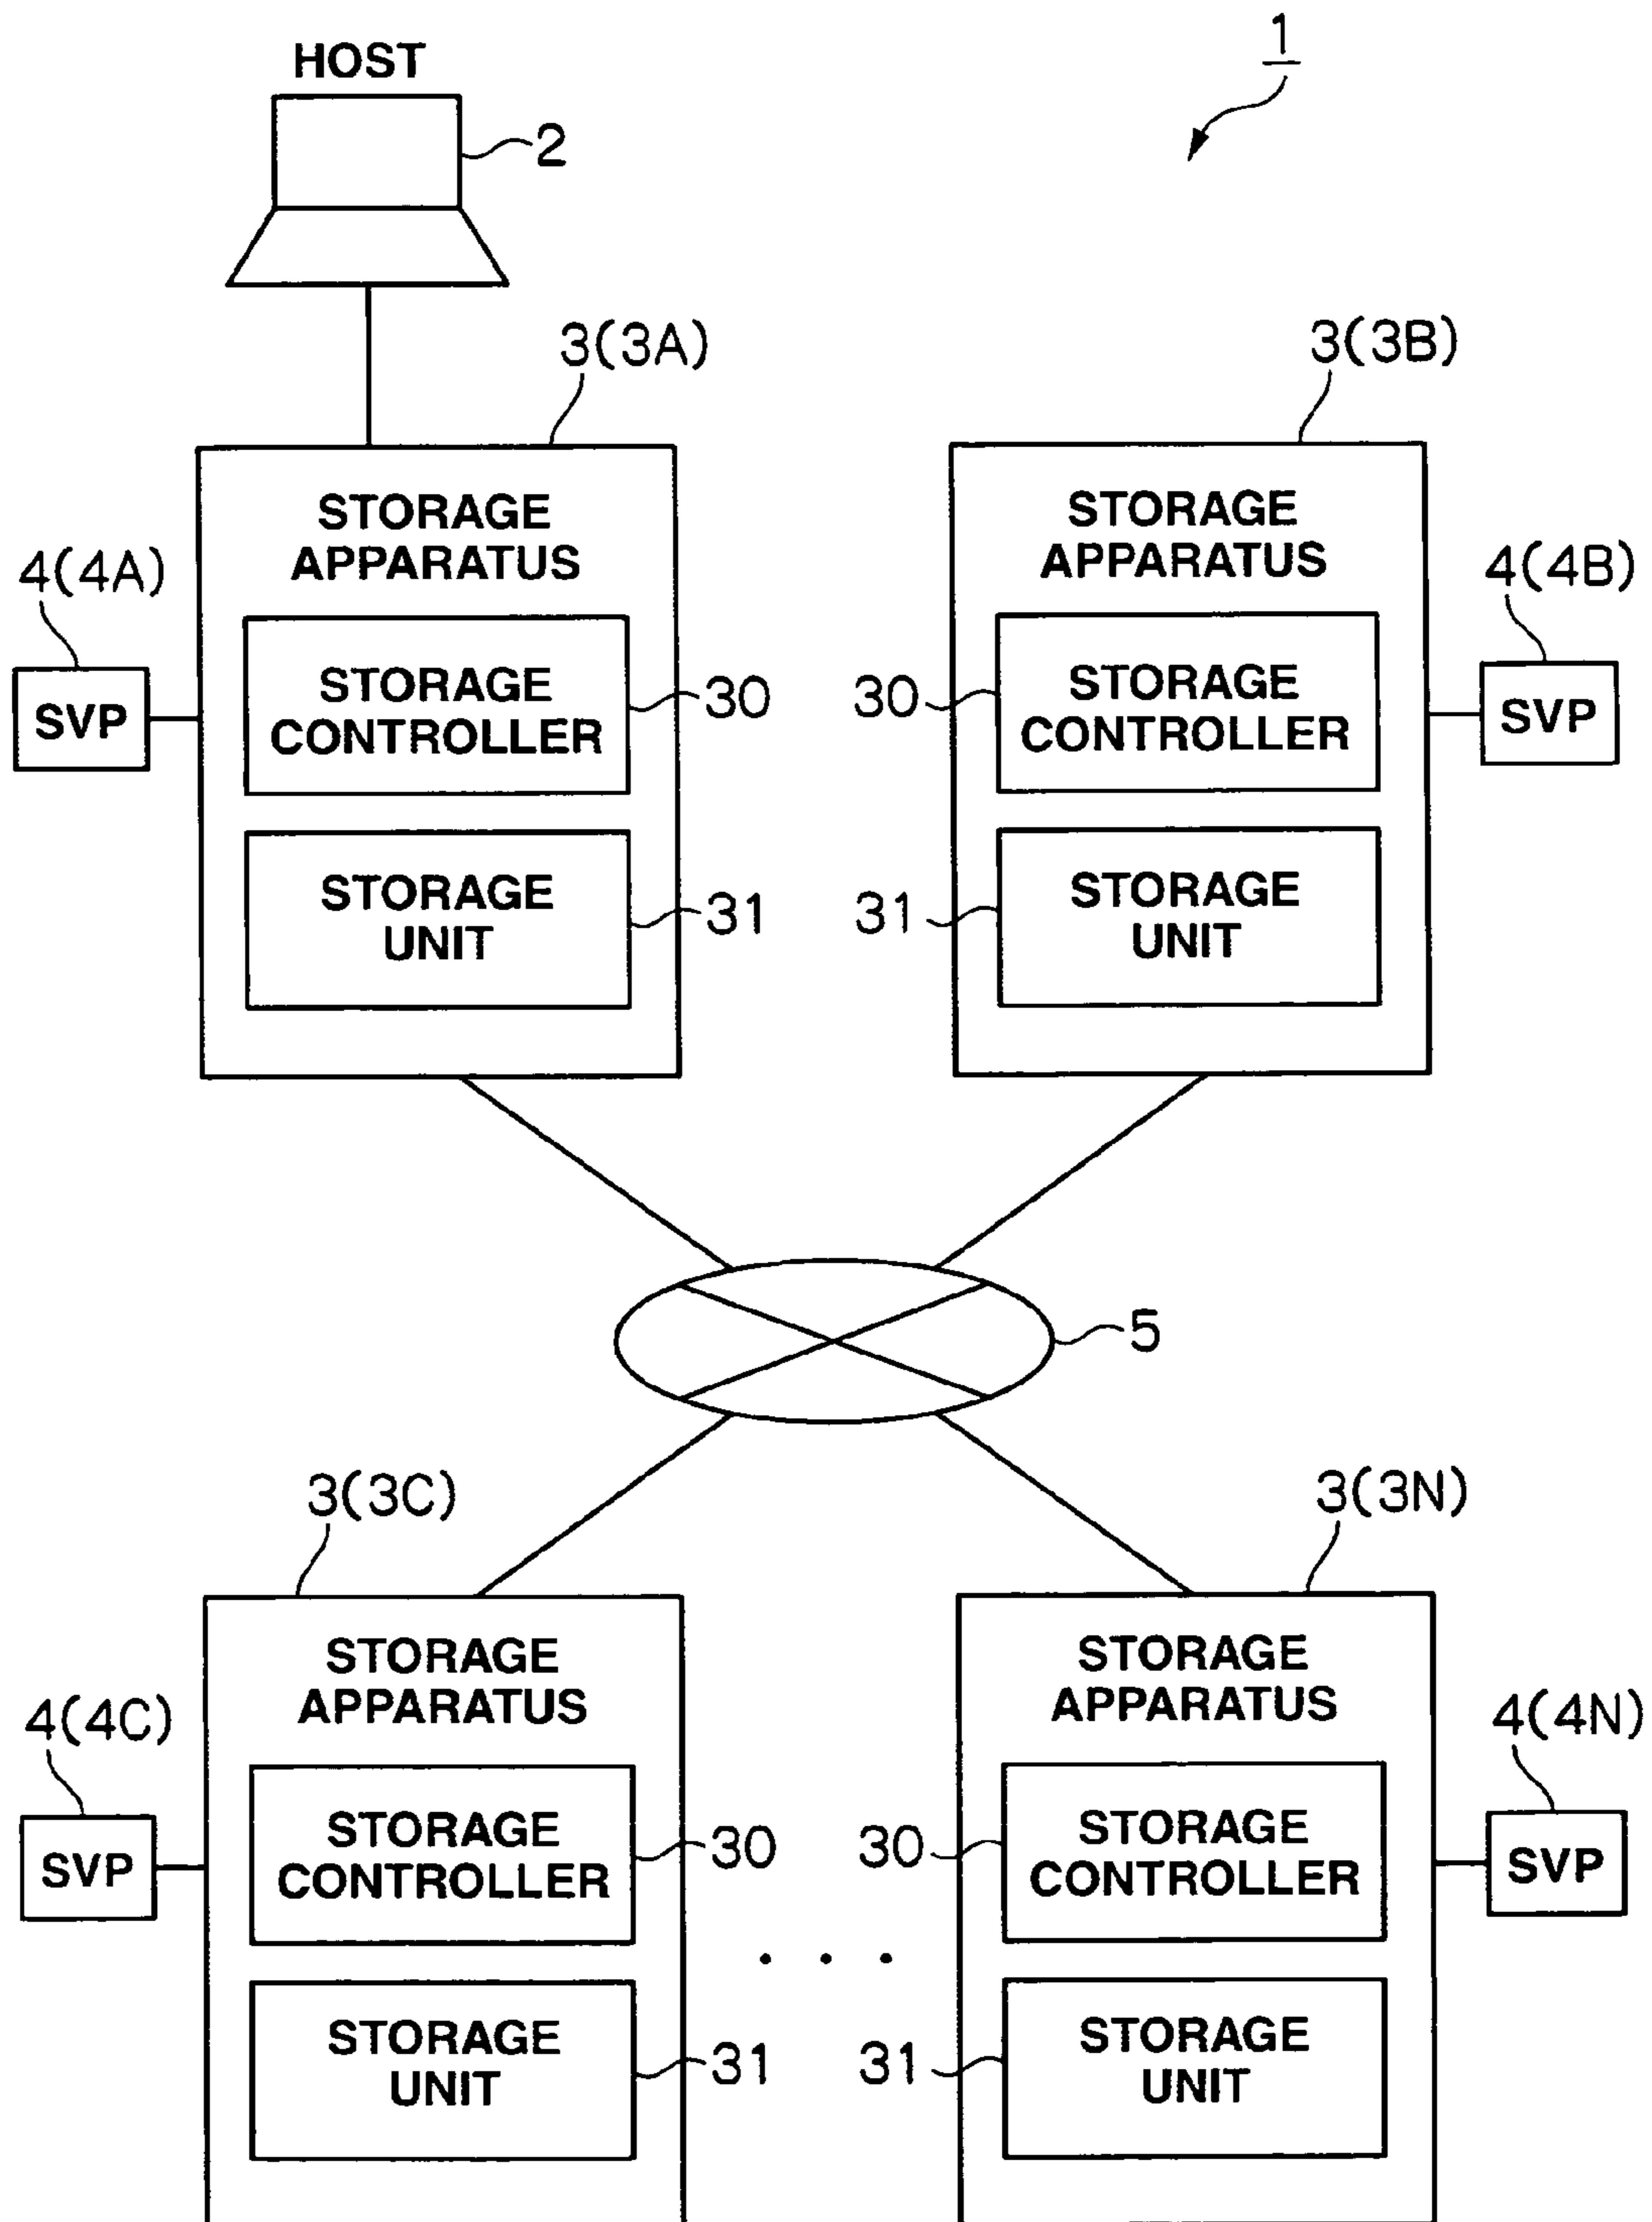 1
HOST
2
3(3A)
3(3B)
STORAGE
APPARATUS
STORAGE
APPARATUS
4(4A)
4(4B)
SVP
STORAGE
CONTROLLER
30
30
STORAGE
CONTROLLER
SVP
STORAGE
UNIT
31
31
STORAGE
UNIT
5
3(3C)
3(3N)
STORAGE
APPARATUS
STORAGE
APPARATUS
4(4C)
4(4N)
SVP
STORAGE
CONTROLLER
30
30
STORAGE
CONTROLLER
SVP
. . .
STORAGE
UNIT
31
31
STORAGE
UNIT